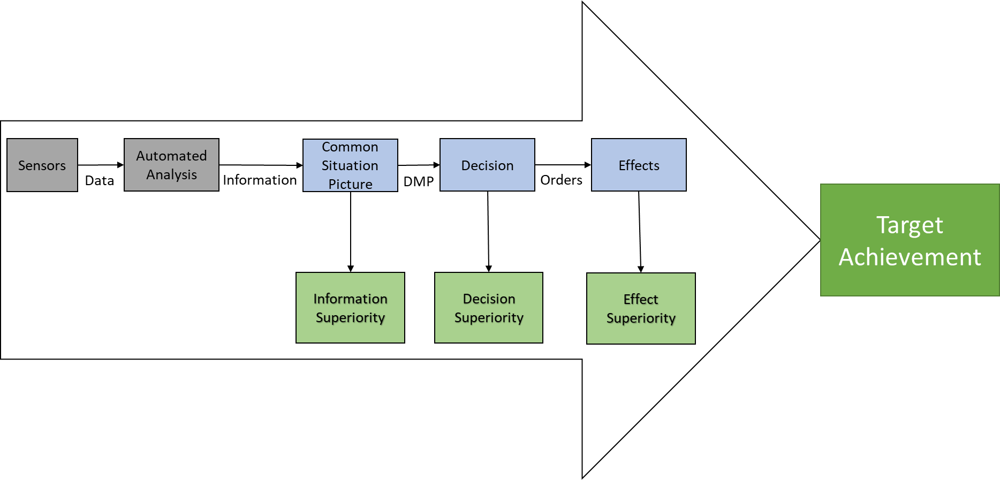 Sensors
Data
Automated
Analysis
Information
Common
Situation
Picture
DMP
Decision
Orders
Effects
Information
Superiority
Decision
Superiority
Effect
Superiority
Target
Achievement